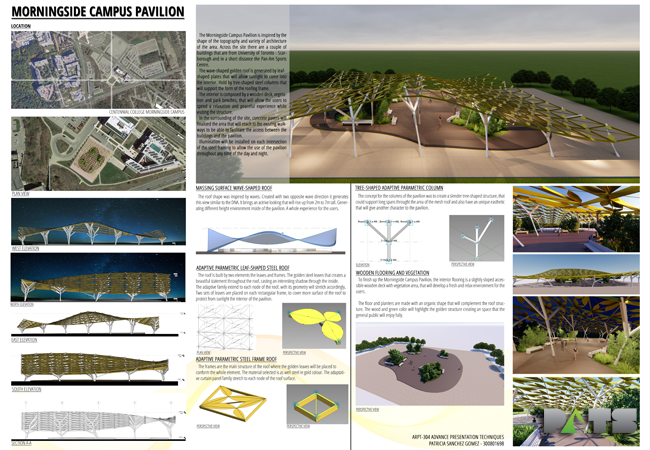 MORNINGSIDE CAMPUS PAVILION
LOCATION
CENTENNIAL COLLEGE MORNINGSIDE CAMPUS
PLAN VIEW
WEST ELEVATION
NORTH ELEVATION
EAST ELEVATION
SOUTH ELEVATION
SECTION A-A
The Morningside Campus Pavilion is inspired by the
shape of the topography and variety of architecture
of the area. Across the site there are a couple of
buildings that are from University of Toronto - Scar-
borough and in a short distance the Pan-Am Sports
Centre.
The wave-shaped golden roof is generated by leaf-
shaped plates that will allow sunlight to come into
the interior. Hold by tree-shaped steel columns that
will support the form of the roofing frame.
The interior is composed by a wooden deck, vegeta-
tion and park benches, that will allow the users to
spend a relaxation and peaceful experience while
visiting the structure.
In the surrounding of the site, concrete pavers will
the area that will reach to the existing walk-
ways to be able to facilitate the access between the
buildings and the pavilion.
Illumination will be installed on each intersection
of the steel framing to allow the use of the pavilion
throughout any time of the day and night.
MASSING SURFACE WAVE-SHAPED ROOF
The roof shape was inspired by waves. Created with two opposite wave direction it generates
this view similar to the DNA. It brings an active looking that will rise up from 2m to 7m tall. Gener-
ating different height environment inside of the pavilion. A whole experience for the users.
ADAPTIVE PARAMETRIC LEAF-SHAPED STEEL ROOF
The roof is built by two elements the leaves and frames. The golden steel leaves that creates a
beautiful statement throughout the roof, casting an interesting shadow through the inside.
The adaptive family extend to each node of the roof, with its geometry will stretch accordingly.
Two sets of leaves are placed on each rectangular frame, to cover more surface of the roof to
protect from sunlight the interior of the pavilion.
PLAN VIEW
PERSPECTIVE VIEW
ADAPTIVE PARAMETRIC STEEL FRAME ROOF
The frames are the main structure of the roof where the golden leaves will be placed to
conform the whole element. The material selected is as well steel in gold colour. The adaptiv-
e curtain panel family stretch to each node of the roof surface.
PERSPECTIVE VIEW
PERSPECTIVE VIEW
TREE-SHAPED ADAPTIVE PARAMETRIC COLUMN
The concept for the columns of the pavilion was to create a slender tree-shaped structure, that
could support long spans through the area of the mesh roof and also have an unique esthetic
that will give another character to the pavilion.
ELEVATION
PERSPECTIVE VIEW
WOODEN FLOORING AND VEGETATION
To finish up the Morningside Campus Pavilion, the interior flooring is a slightly sloped acces-
sible wooden deck with vegetation area, that will develop a fresh and relax environment for the
users.
The floor and planters are made with an organic shape that will complement the roof struc-
ture. The wood and green color will highlight the golden structure creating an space that the
general public will enjoy fully.
PERSPECTIVE VIEW
ARPT-304 ADVANCE PRESENTATION TECHNIQUES
PATRICIA SANCHEZ GOMEZ - 300801698